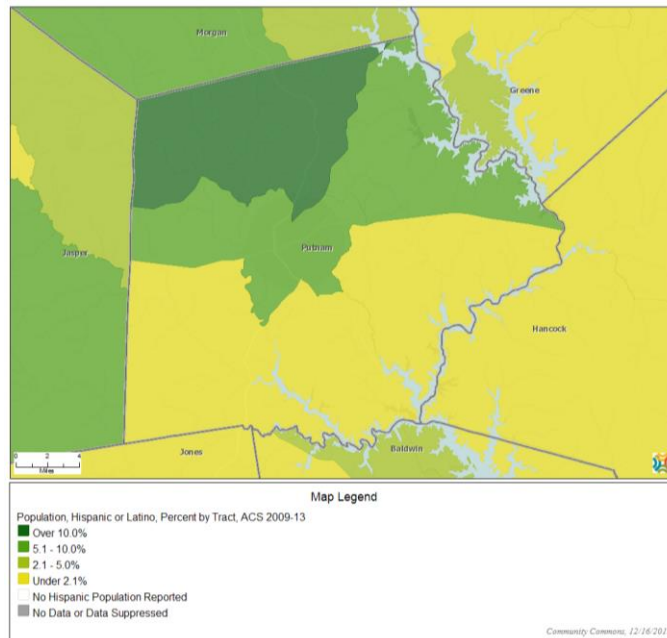 Morgan
Greene
Putnam
Jasper
Hancock
Jones
Baldwin
0 2 4
Miles
Map Legend
Population, Hispanic or Latino, Percent by Tract, ACS 2009-13
Over 10.0%
5.1 - 10.0%
2.1 - 5.0%
Under 2.1%
No Hispanic Population Reported
No Data or Data Suppressed
Community Commons, 12/16/201